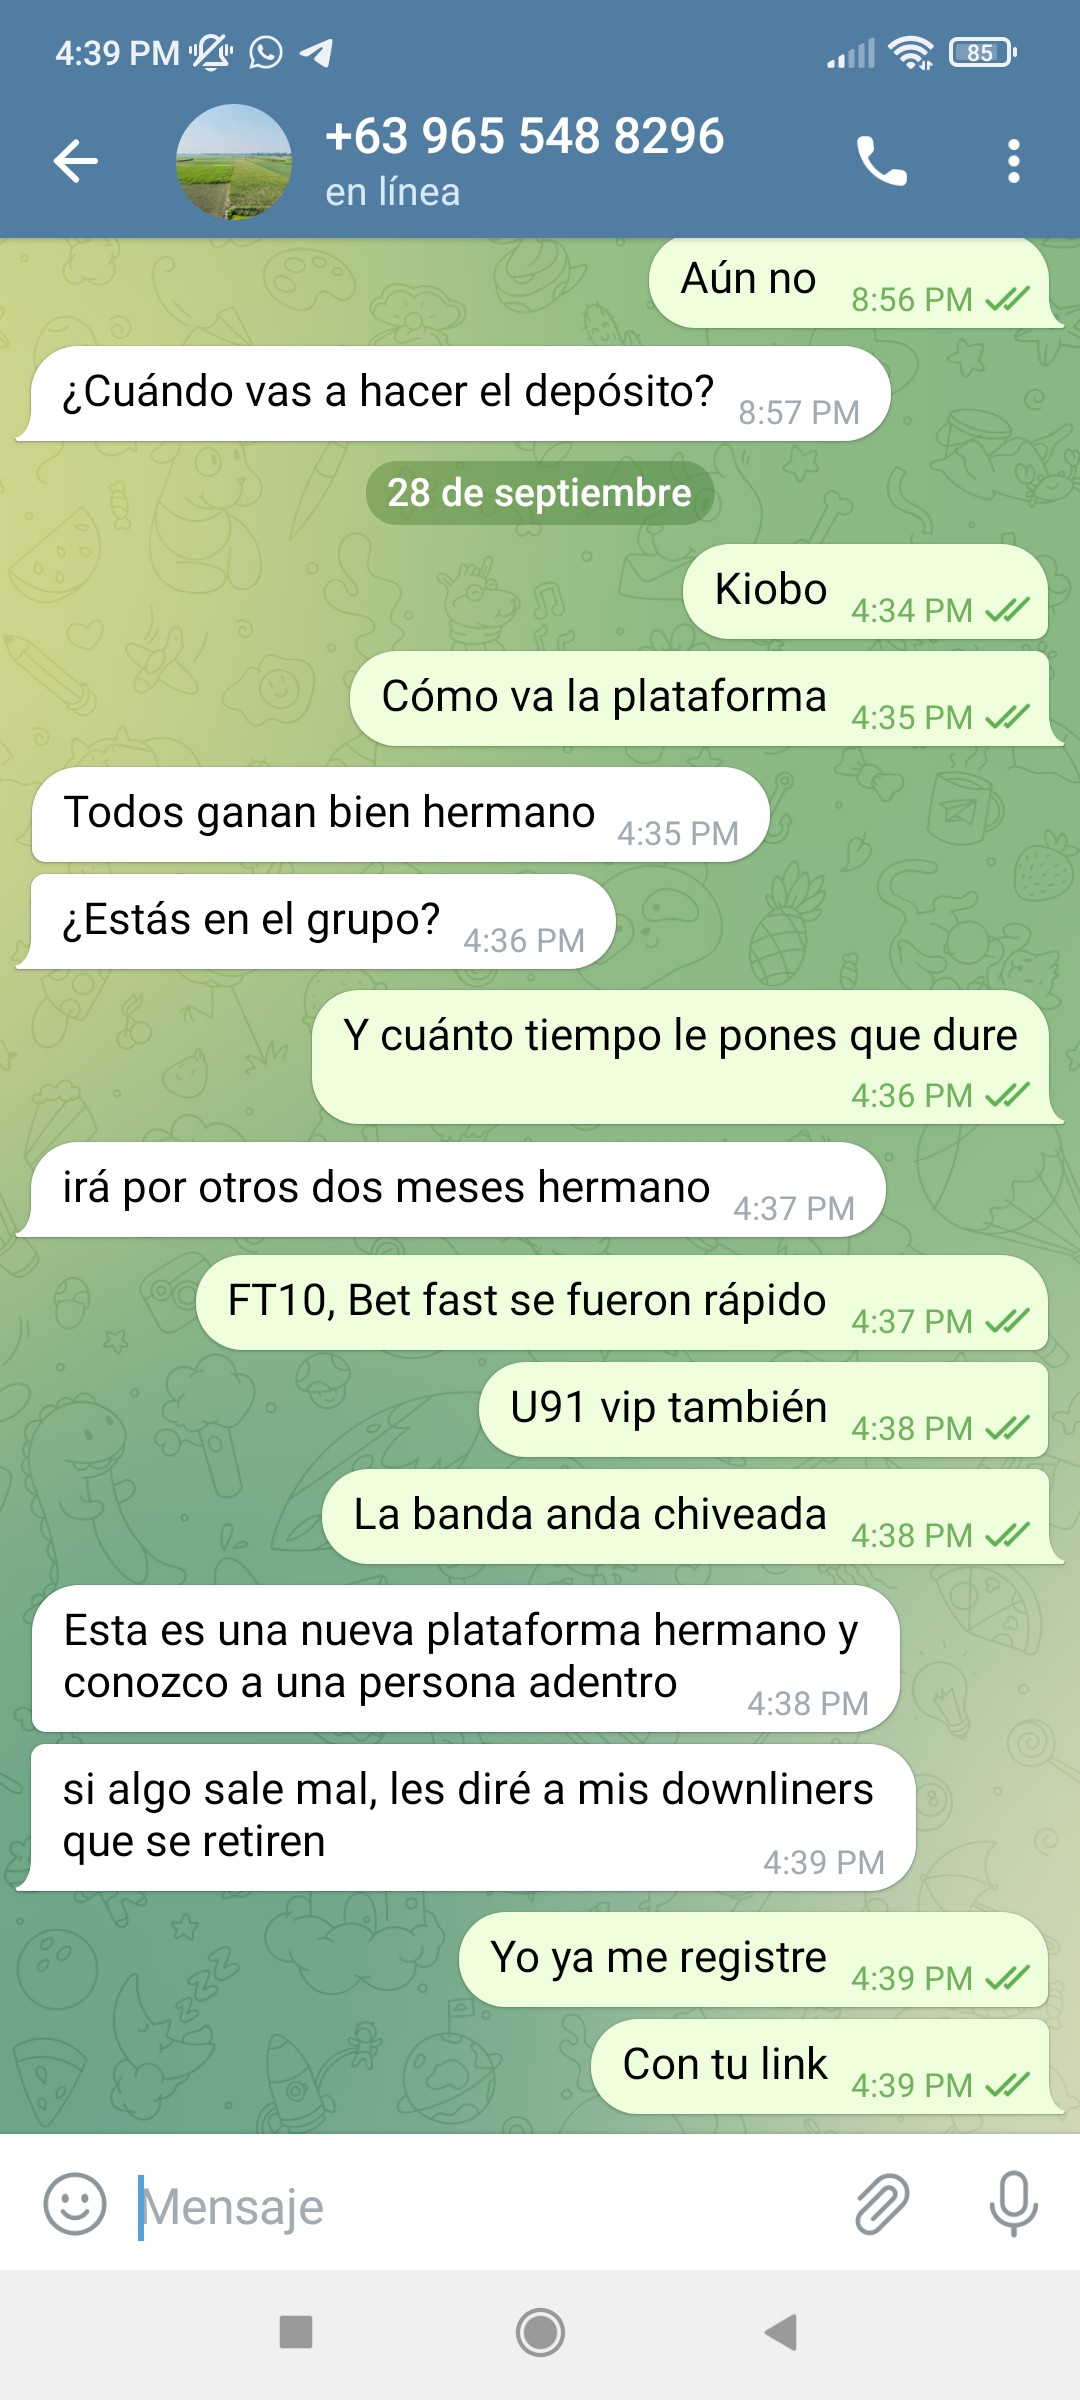 4:39 PM
85
+63 965 548 8296
en línea
Aún no 8:56 PM
¿Cuándo vas a hacer el depósito? 8:57 PM
28 de septiembre
Kiobo 4:34 PM
Cómo va la plataforma 4:35 PM
Todos ganan bien hermano 4:35 PM
¿Estás en el grupo? 4:36 PM
Y cuánto tiempo le pones que dure
4:36 PM
irá por otros dos meses hermano 4:37 PM
FT10, Bet fast se fueron rápido 4:37 PM
U91 vip también 4:38 PM
La banda anda chiveada 4:38 PM
Esta es una nueva plataforma hermano y
conozco a una persona adentro 4:38 PM
si algo sale mal, les diré a mis downliners
que se retiren 4:39 PM
Yo ya me registre 4:39 PM
Con tu link 4:39 PM
Mensaje